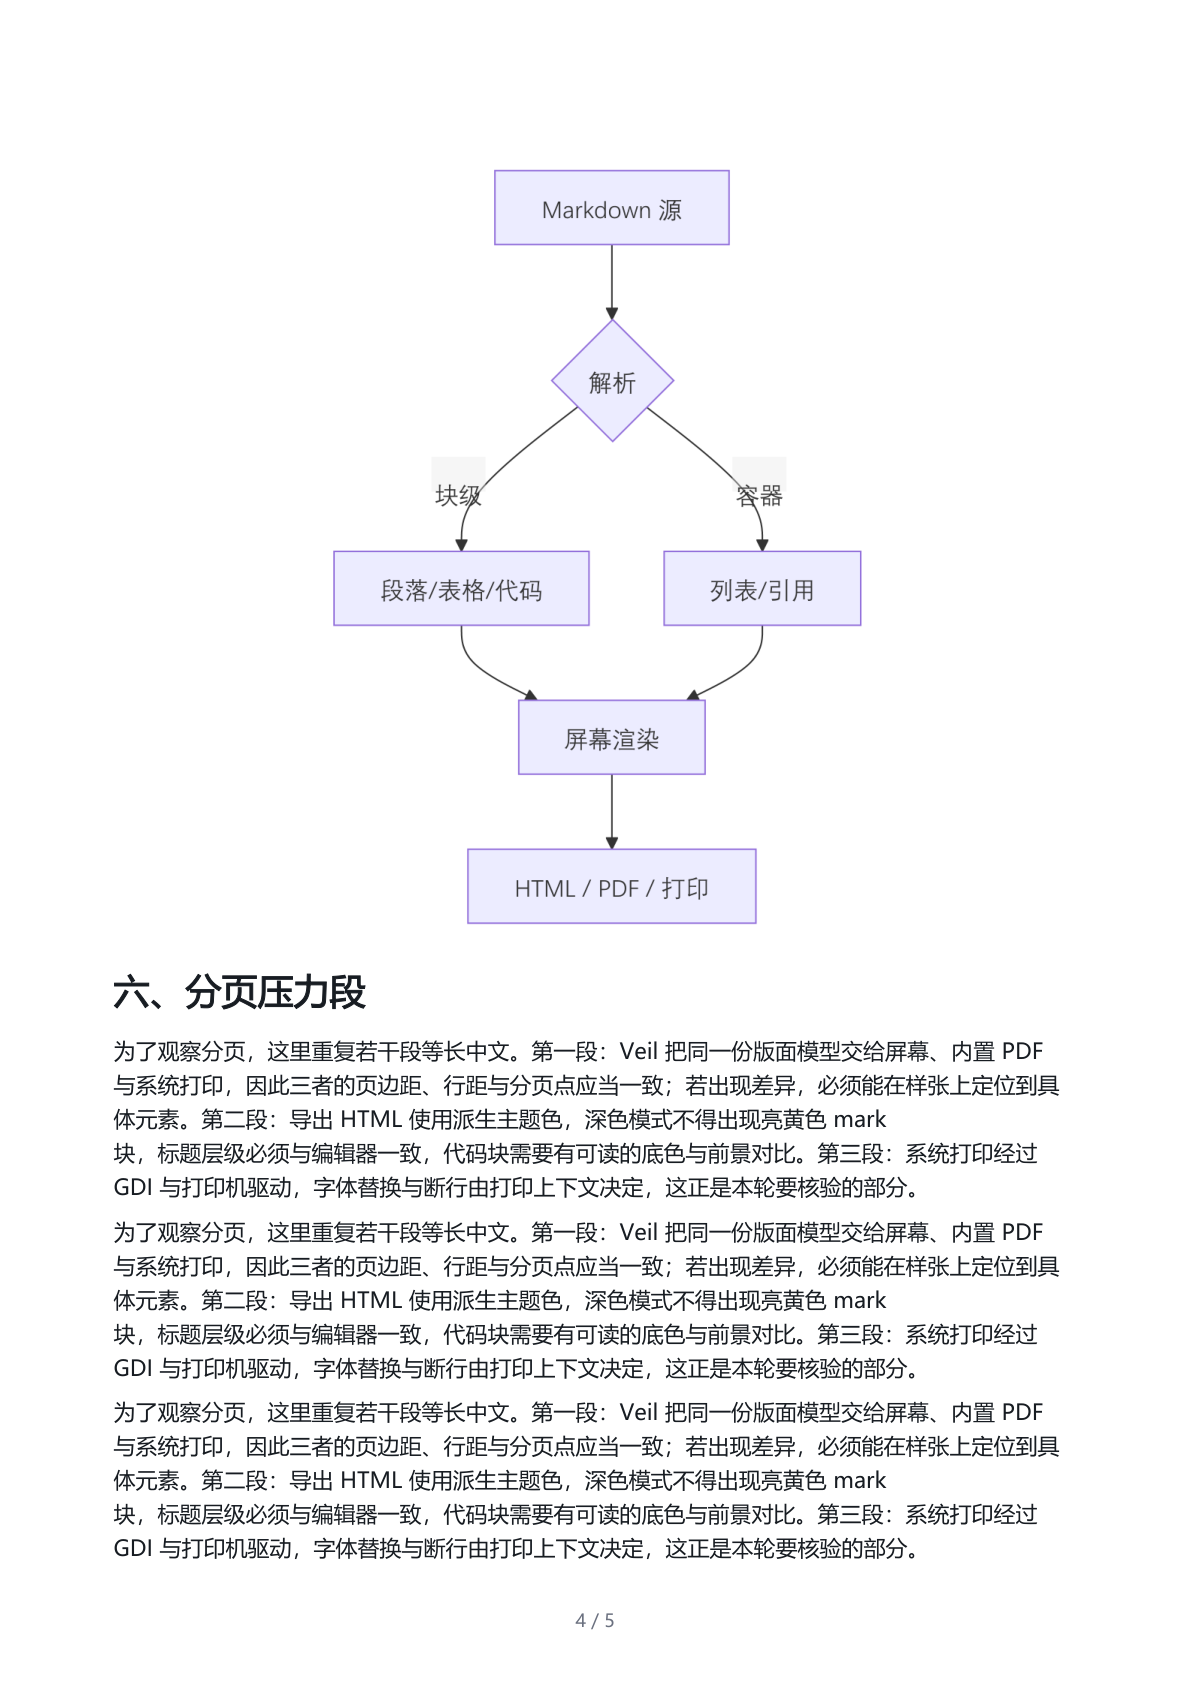 Markdown 源
解析
块级
容器
段落/表格/代码
列表/引用
屏幕渲染
HTML / PDF / 打印
六、分页压力段
为了观察分页，这里重复若干段等长中文。第一段：Veil 把同一份版面模型交给屏幕、内置 PDF
与系统打印，因此三者的页边距、行距与分页点应当一致；若出现差异，必须能在样张上定位到具
体元素。第二段：导出 HTML 使用派生主题色，深色模式不得出现亮黄色 mark
块，标题层级必须与编辑器一致，代码块需要有可读的底色与前景对比。第三段：系统打印经过
GDI 与打印机驱动，字体替换与断行由打印上下文决定，这正是本轮要核验的部分。
为了观察分页，这里重复若干段等长中文。第一段：Veil 把同一份版面模型交给屏幕、内置 PDF
与系统打印，因此三者的页边距、行距与分页点应当一致；若出现差异，必须能在样张上定位到具
体元素。第二段：导出 HTML 使用派生主题色，深色模式不得出现亮黄色 mark
块，标题层级必须与编辑器一致，代码块需要有可读的底色与前景对比。第三段：系统打印经过
GDI 与打印机驱动，字体替换与断行由打印上下文决定，这正是本轮要核验的部分。
为了观察分页，这里重复若干段等长中文。第一段：Veil 把同一份版面模型交给屏幕、内置 PDF
与系统打印，因此三者的页边距、行距与分页点应当一致；若出现差异，必须能在样张上定位到具
体元素。第二段：导出 HTML 使用派生主题色，深色模式不得出现亮黄色 mark
块，标题层级必须与编辑器一致，代码块需要有可读的底色与前景对比。第三段：系统打印经过
GDI 与打印机驱动，字体替换与断行由打印上下文决定，这正是本轮要核验的部分。
4 / 5